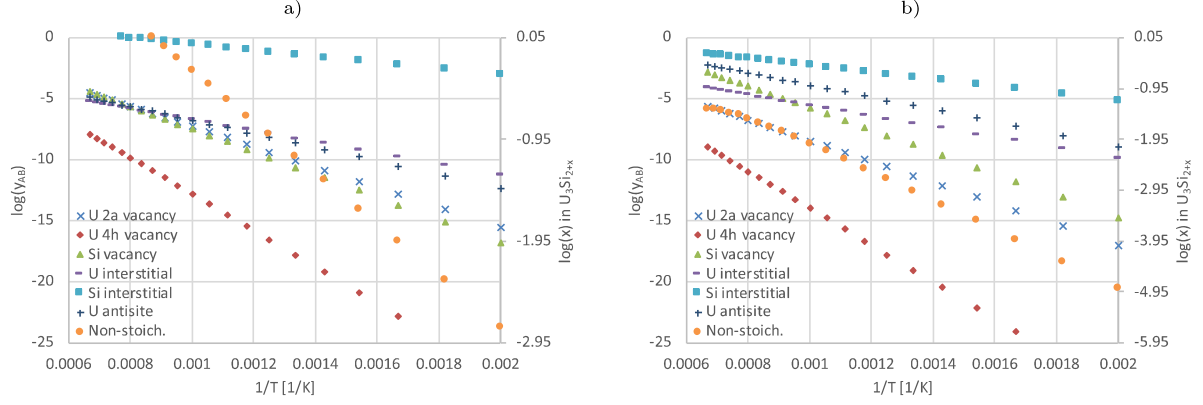 a)
0
-5
-10
-15
-20
-25
log(yAB)
0.05
-0.95
-1.95
-2.95
log(x) in U3Si2+x
U 2a vacancy
U 4h vacancy
Si vacancy
U interstitial
Si interstitial
U antisite
Non-stoich.
0.0006 0.0008 0.001 0.0012 0.0014 0.0016 0.0018 0.002
1/T [1/K]
b)
0
-5
-10
-15
-20
-25
log(yAB)
0.05
-0.95
-1.95
-2.95
-3.95
-4.95
-5.95
log(x) in U3Si2+x
U 2a vacancy
U 4h vacancy
Si vacancy
U interstitial
Si interstitial
U antisite
Non-stoich.
0.0006 0.0008 0.001 0.0012 0.0014 0.0016 0.0018 0.002
1/T [1/K]